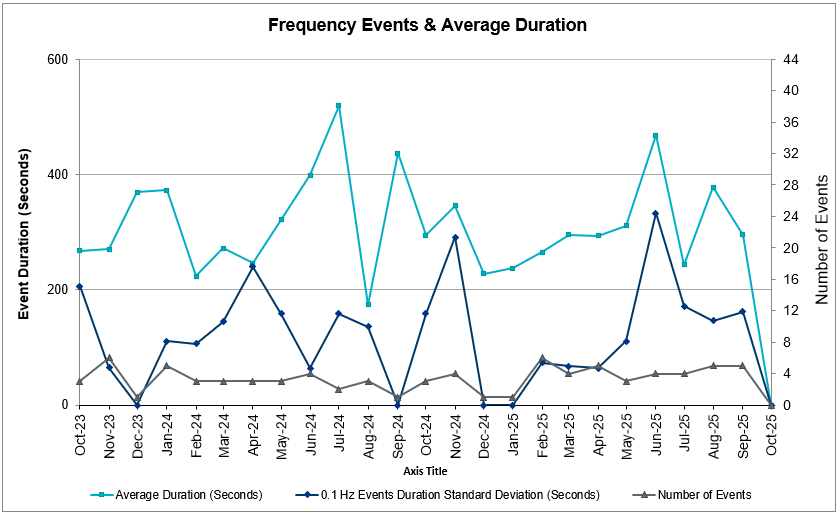 Frequency Events & Average Duration
Event Duration (Seconds)
600
400
200
0
44
40
36
32
28
24
20
16
12
8
4
0
Number of Events
Oct-23
Nov-23
Dec-23
Jan-24
Feb-24
Mar-24
Apr-24
May-24
Jun-24
Jul-24
Aug-24
Sep-24
Oct-24
Nov-24
Dec-24
Jan-25
Feb-25
Mar-25
Apr-25
May-25
Jun-25
Jul-25
Aug-25
Sep-25
Oct-25
Axis Title
Average Duration (Seconds)
0.1 Hz Events Duration Standard Deviation (Seconds)
Number of Events